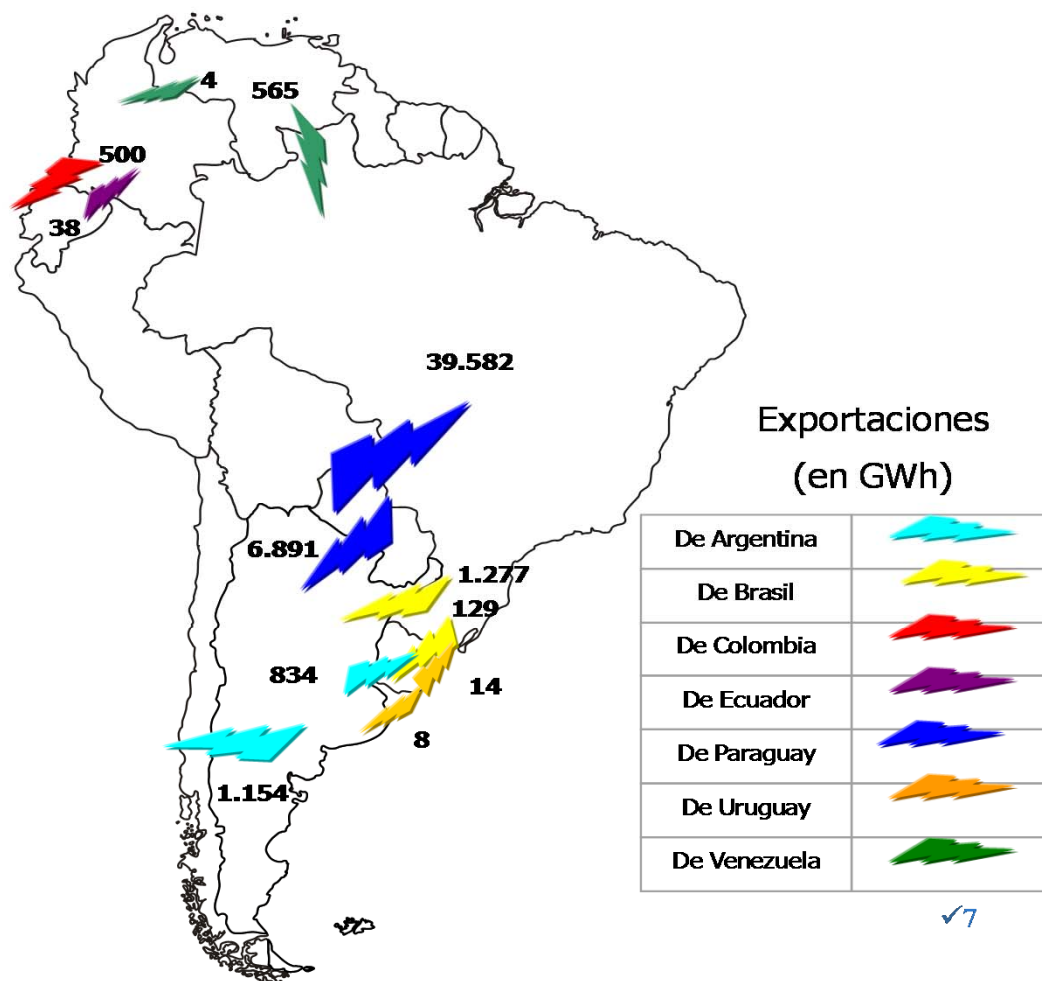 4
565
500
38
39.582
6.891
1.277
129
834
14
8
1.154
Exportaciones
(en GWh)
De Argentina
De Brasil
De Colombia
De Ecuador
De Paraguay
De Uruguay
De Venezuela
✓7